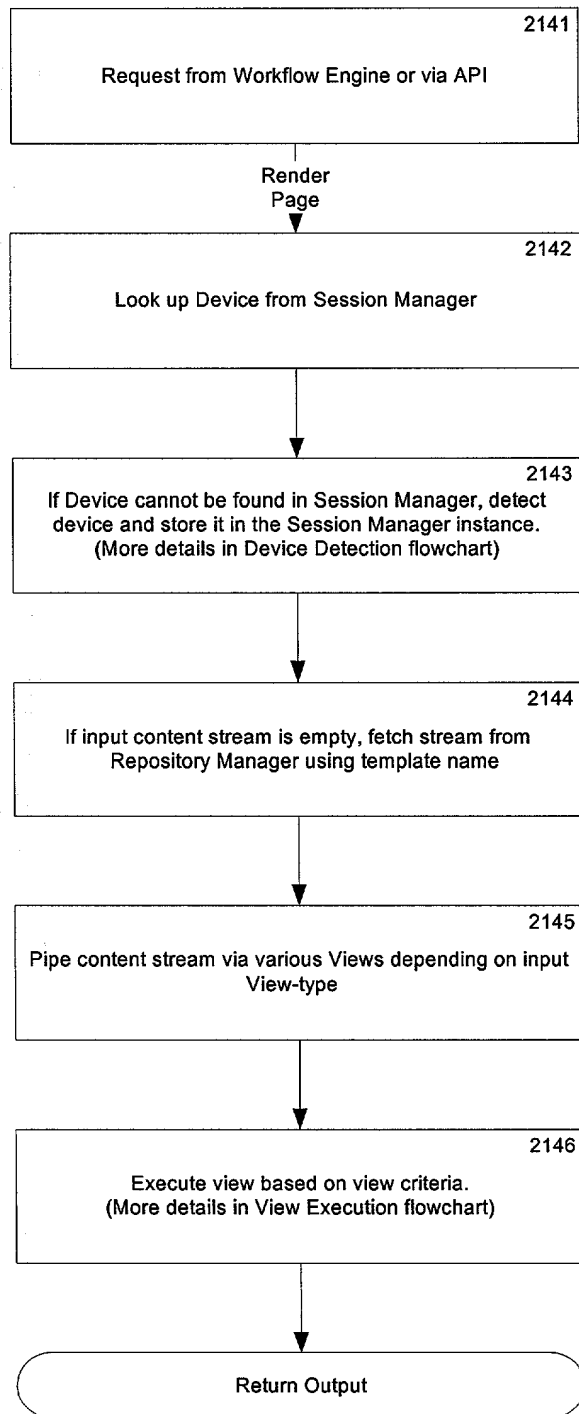 2141
Request from Workflow Engine or via API
Render
Page
2142
Look up Device from Session Manager
2143
If Device cannot be found in Session Manager, detect
device and store it in the Session Manager instance.
(More details in Device Detection flowchart)
2144
If input content stream is empty, fetch stream from
Repository Manager using template name
2145
Pipe content stream via various Views depending on input
View-type
2146
Execute view based on view criteria.
(More details in View Execution flowchart)
Return Output